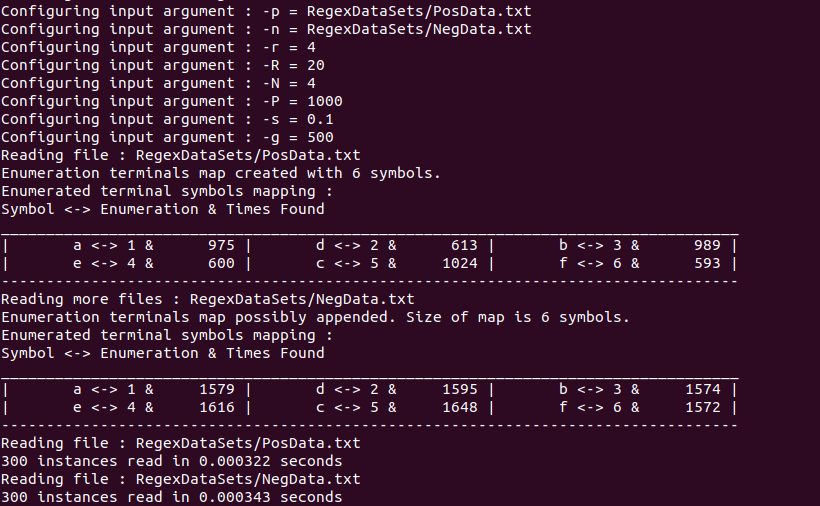 Configuring input argument : -p = RegexDataSets/PosData.txt
Configuring input argument : -n = RegexDataSets/NegData.txt
Configuring input argument : -r = 4
Configuring input argument : -R = 20
Configuring input argument : -N = 4
Configuring input argument : -P = 1000
Configuring input argument : -s = 0.1
Configuring input argument : -g = 500
Reading file : RegexDataSets/PosData.txt
Enumeration terminals map created with 6 symbols.
Enumerated terminal symbols mapping :
Symbol <-> Enumeration & Times Found
__________________________________________________________________________________
|       a <-> 1 &      975 |       d <-> 2 &      613 |       b <-> 3 &      989 |
|       e <-> 4 &      600 |       c <-> 5 &     1024 |       f <-> 6 &      593 |
----------------------------------------------------------------------------------
Reading more files : RegexDataSets/NegData.txt
Enumeration terminals map possibly appended. Size of map is 6 symbols.
Enumerated terminal symbols mapping :
Symbol <-> Enumeration & Times Found
__________________________________________________________________________________
|       a <-> 1 &     1579 |       d <-> 2 &     1595 |       b <-> 3 &     1574 |
|       e <-> 4 &     1616 |       c <-> 5 &     1648 |       f <-> 6 &     1572 |
----------------------------------------------------------------------------------
Reading file : RegexDataSets/PosData.txt
300 instances read in 0.000322 seconds
Reading file : RegexDataSets/NegData.txt
300 instances read in 0.000343 seconds